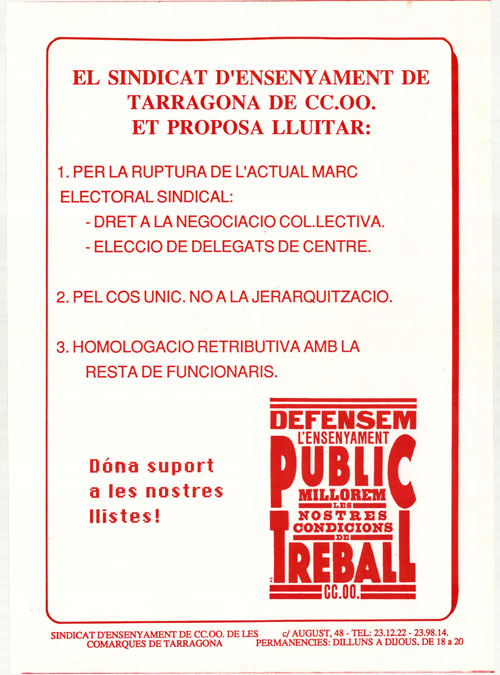 EL SINDICAT D'ENSENYAMENT DE
TARRAGONA DE CC.OO.
ET PROPOSA LLUITAR:
1. PER LA RUPTURA DE L'ACTUAL MARC
ELECTORAL SINDICAL:
- DRET A LA NEGOCIACIO COL.LECTIVA.
- ELECCIO DE DELEGATS DE CENTRE.
2. PEL COS UNIC. NO A LA JERARQUITZACIO.
3. HOMOLOGACIO RETRIBUTIVA AMB LA
RESTA DE FUNCIONARIS.
Dóna suport
a les nostres
llistes!
DEFENSEM
L'ENSENYAMENT
PUBLIC
MILLOREM
LES
NOSTRES
CONDICIONS
DE
TREBALL
CC.OO.
SINDICAT D'ENSENYAMENT DE CC.OO. DE LES
COMARQUES DE TARRAGONA
c/ AUGUST, 48 - TEL: 23.12.22 - 23.98.14.
PERMANENCIES: DILLUNS A DIJOUS. DE 18 a 20